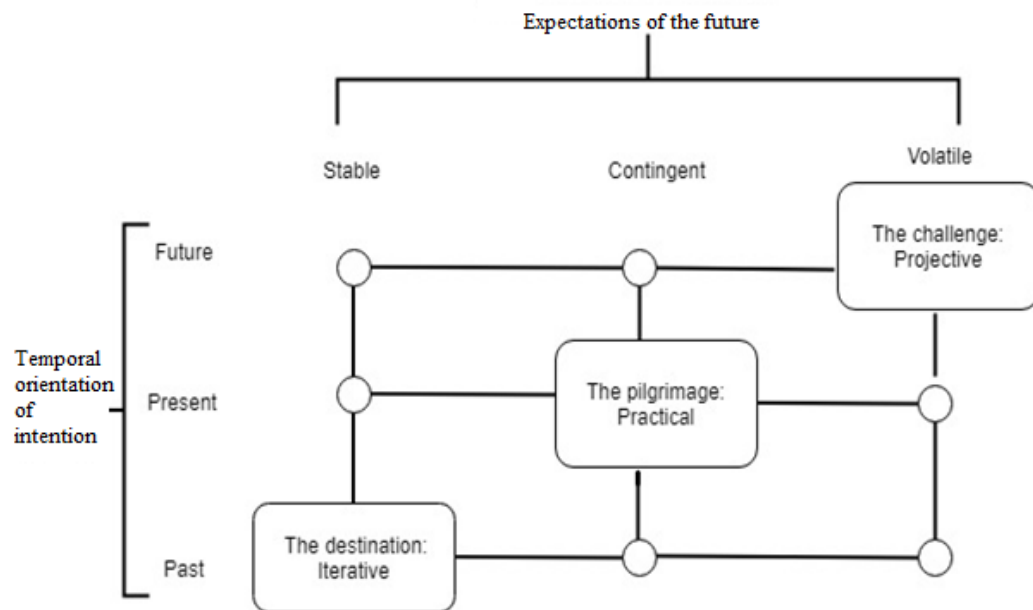 Expectations of the future
Stable
Contingent
Volatile
Future
The challenge:
Projective
Temporal
orientation
of
intention
Present
The pilgrimage:
Practical
Past
The destination:
Iterative